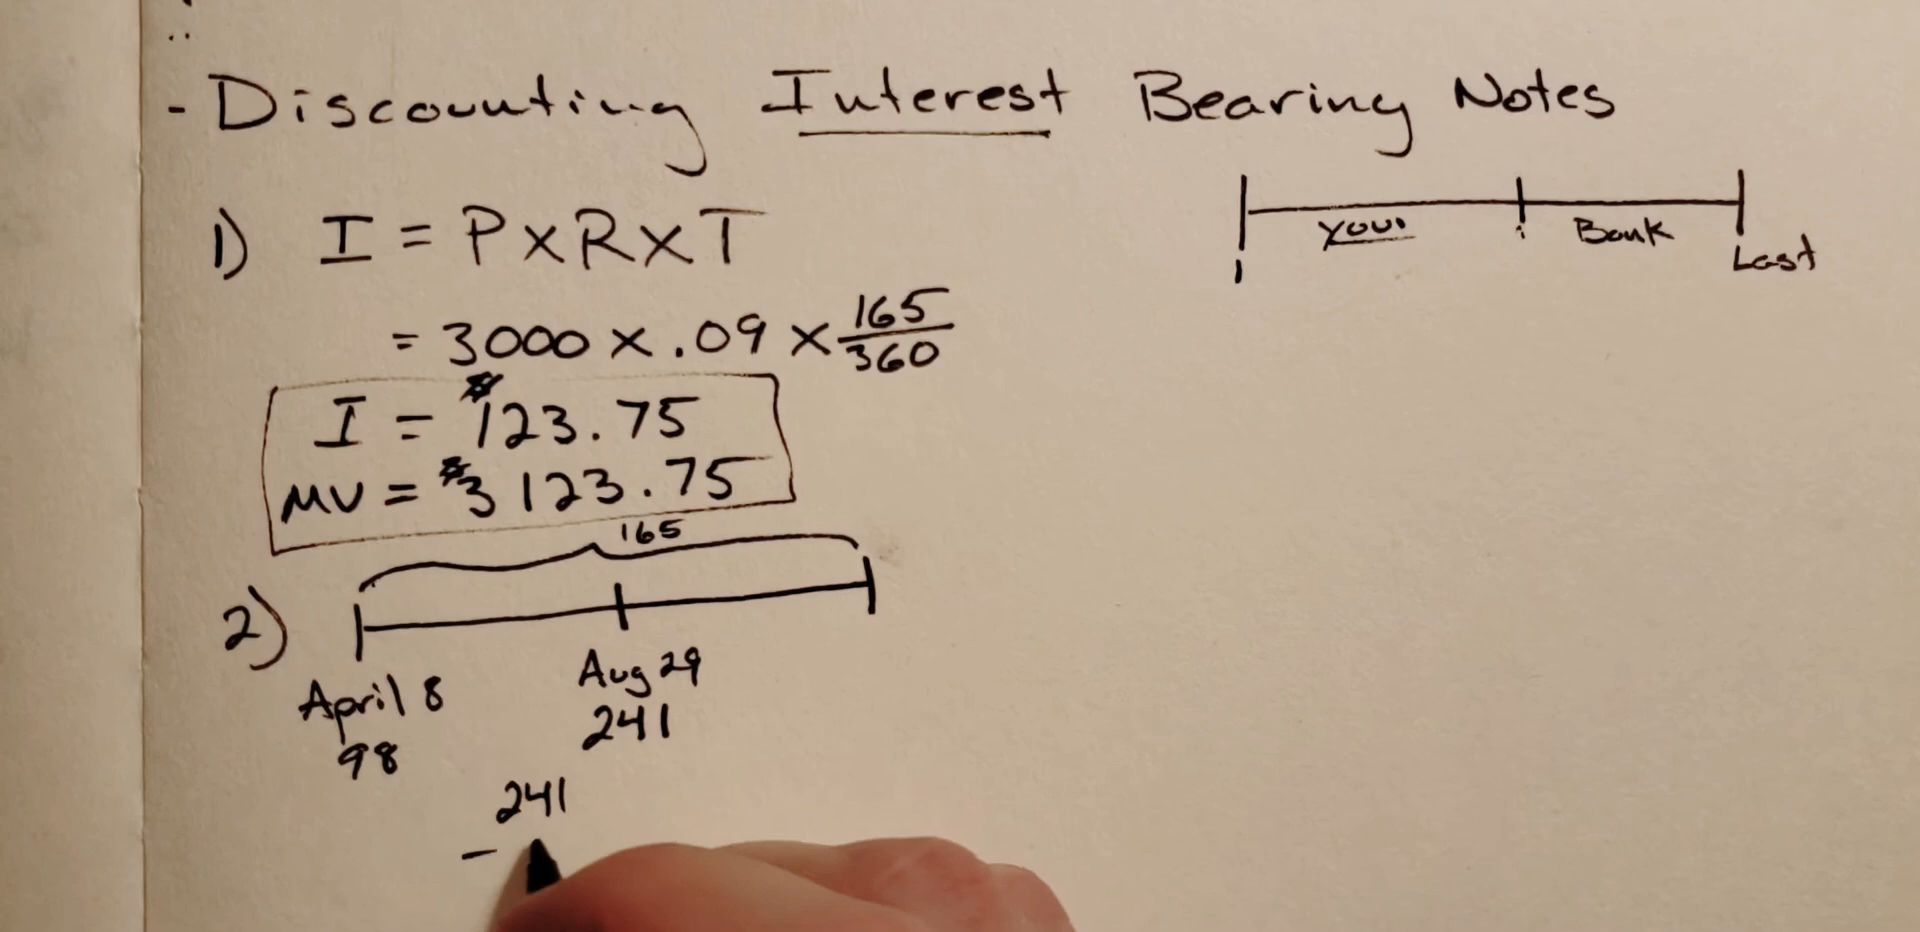 - Discounting Interest Bearing Notes
You Bank
1 Last
1) I = P X R X T
= 3000 X .09 X 165/360
I = $123.75
MV = $3123.75
165
2)
April 8 Aug 29
98 241
241
-